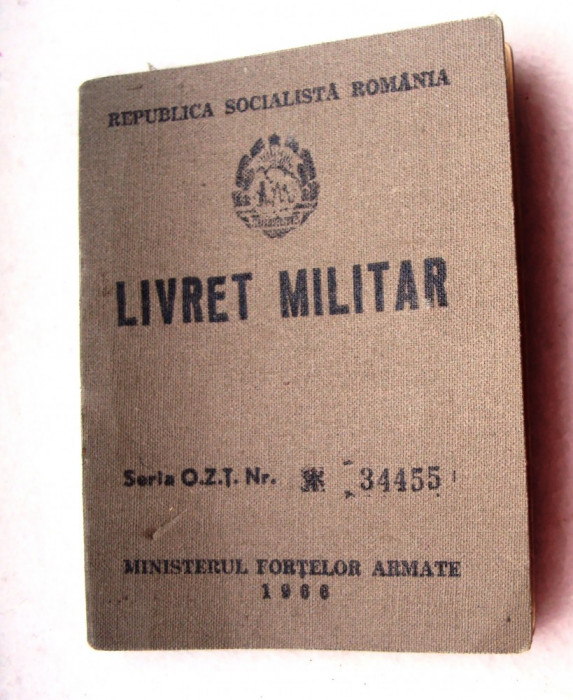 REPUBLICA SOCIALISTĂ ROMÂNIA
LIVRET MILITAR
Seria O.Z.T. Nr. 34455
MINISTERUL FORȚELOR ARMATE
1966